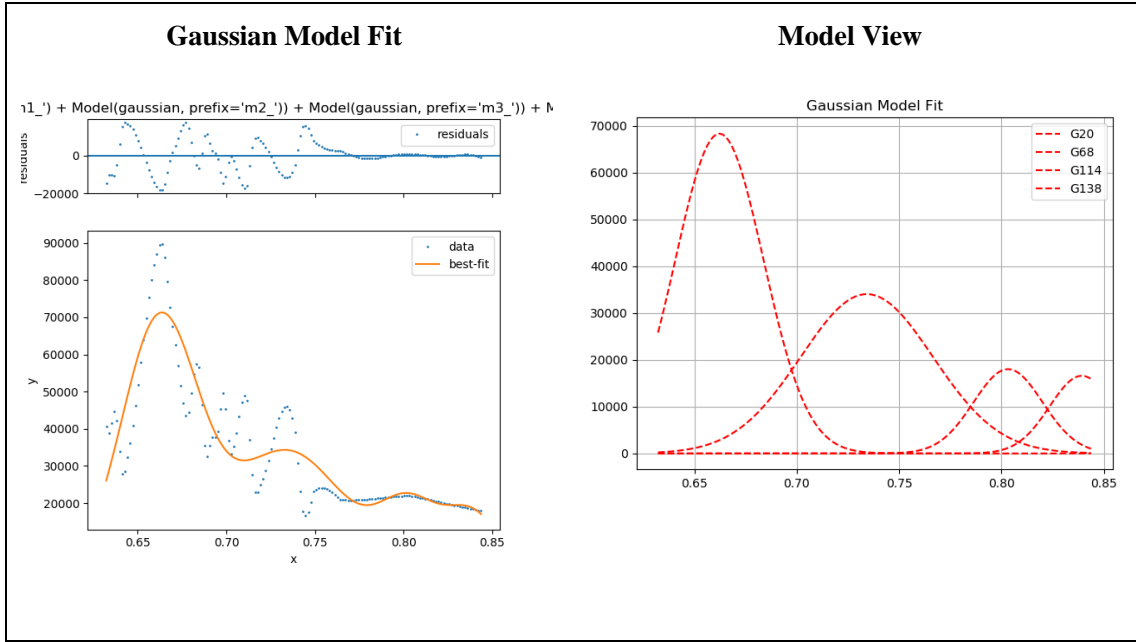 Gaussian Model Fit
Model View
n1_') + Model(gaussian, prefix='m2_')) + Model(gaussian, prefix='m3_')) + M
residuals
0
−20000
residuals
90000
80000
70000
60000
50000
40000
30000
20000
y
data
best-fit
0.65
0.70
0.75
0.80
0.85
x
Gaussian Model Fit
70000
60000
50000
40000
30000
20000
10000
0
G20
G68
G114
G138
0.65
0.70
0.75
0.80
0.85